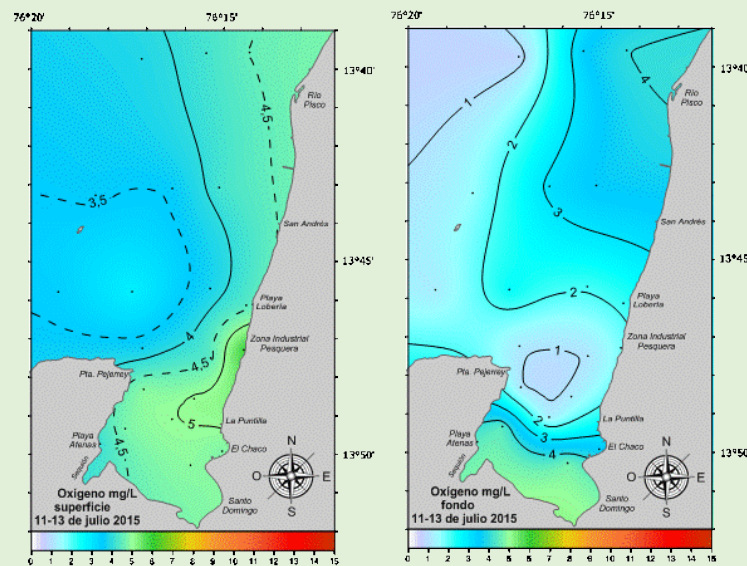 76°20' 76°15'
13°40'
Río
Pisco
4,5
3,5
San Andrés
13°45'
Playa
Lobería
4
Zona Industrial
Pesquera
4,5
Pta. Pejerrey
5
La Puntilla
Playa
Atenas
4,5
El Chaco
N
O E
S
13°50'
Sequión
Santo
Domingo
Oxígeno mg/L
superficie
11-13 de julio 2015
0 1 2 3 4 5 6 7 8 9 10 11 12 13 14 15
76°20' 76°15'
13°40'
4
Río
Pisco
1
2
3
San Andrés
13°45'
2
Playa
Lobería
Zona Industrial
Pesquera
1
Pta. Pejerrey
2
La Puntilla
3
Playa
Atenas
El Chaco
4
N
O E
S
13°50'
Sequión
Santo
Domingo
Oxígeno mg/L
fondo
11-13 de julio 2015
0 1 2 3 4 5 6 7 8 9 10 11 12 13 14 15